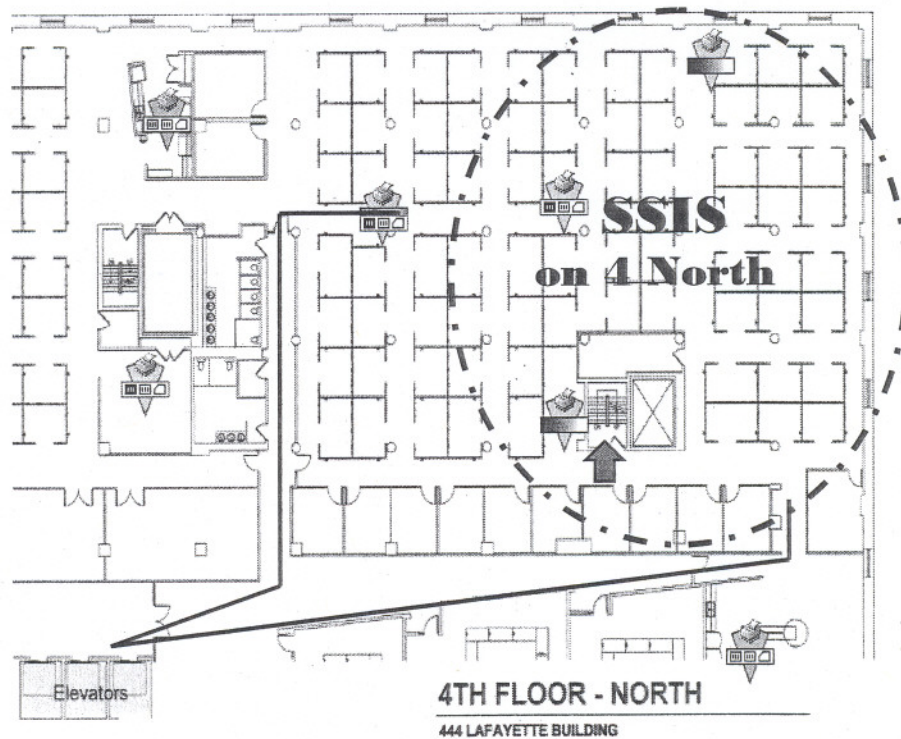 SSIS
on 4 North
Elevators
4TH FLOOR - NORTH
444 LAFAYETTE BUILDING